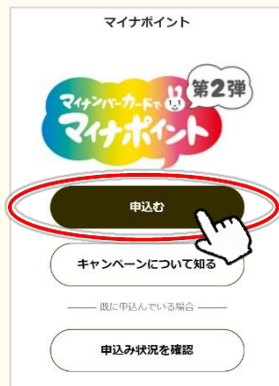 マイナポイント
第2弾
マイナンバーカードで
マイナポイント
申込む
キャンペーンについて知る
既に申込んでいる場合
申込み状況を確認